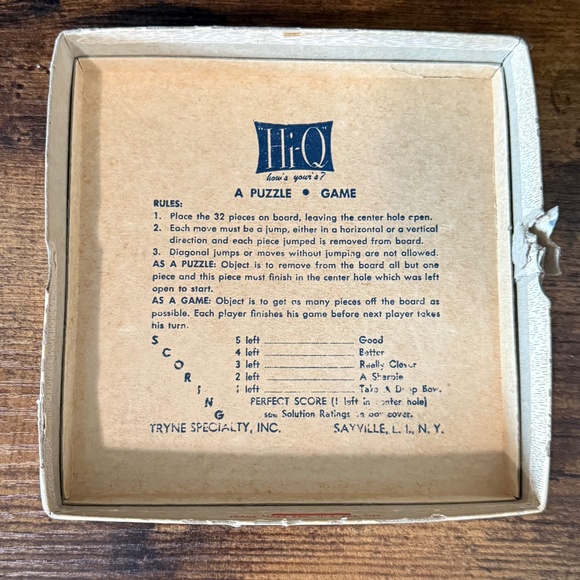 "Hi-Q"
how's your's?
A PUZZLE • GAME
RULES:
1. Place the 32 pieces on board, leaving the center hole open.
2. Each move must be a jump, either in a horizontal or a vertical
direction and each piece jumped is removed from board.
3. Diagonal jumps or moves without jumping are not allowed.
AS A PUZZLE: Object is to remove from the board all but one
piece and this piece must finish in the center hole which was left
open to start.
AS A GAME: Object is to get as many pieces off the board as
possible. Each player finishes his game before next player takes
his turn.
SCORING
5 left ____________ Good
4 left ____________ Better
3 left ____________ Really Clever
2 left ____________ A Sharpie
1 left ____________ Take A Deep Bow.
PERFECT SCORE (1 left in center hole)
see Solution Ratings on box cover.
TRYNE SPECIALTY, INC. SAYVILLE, L. I., N. Y.